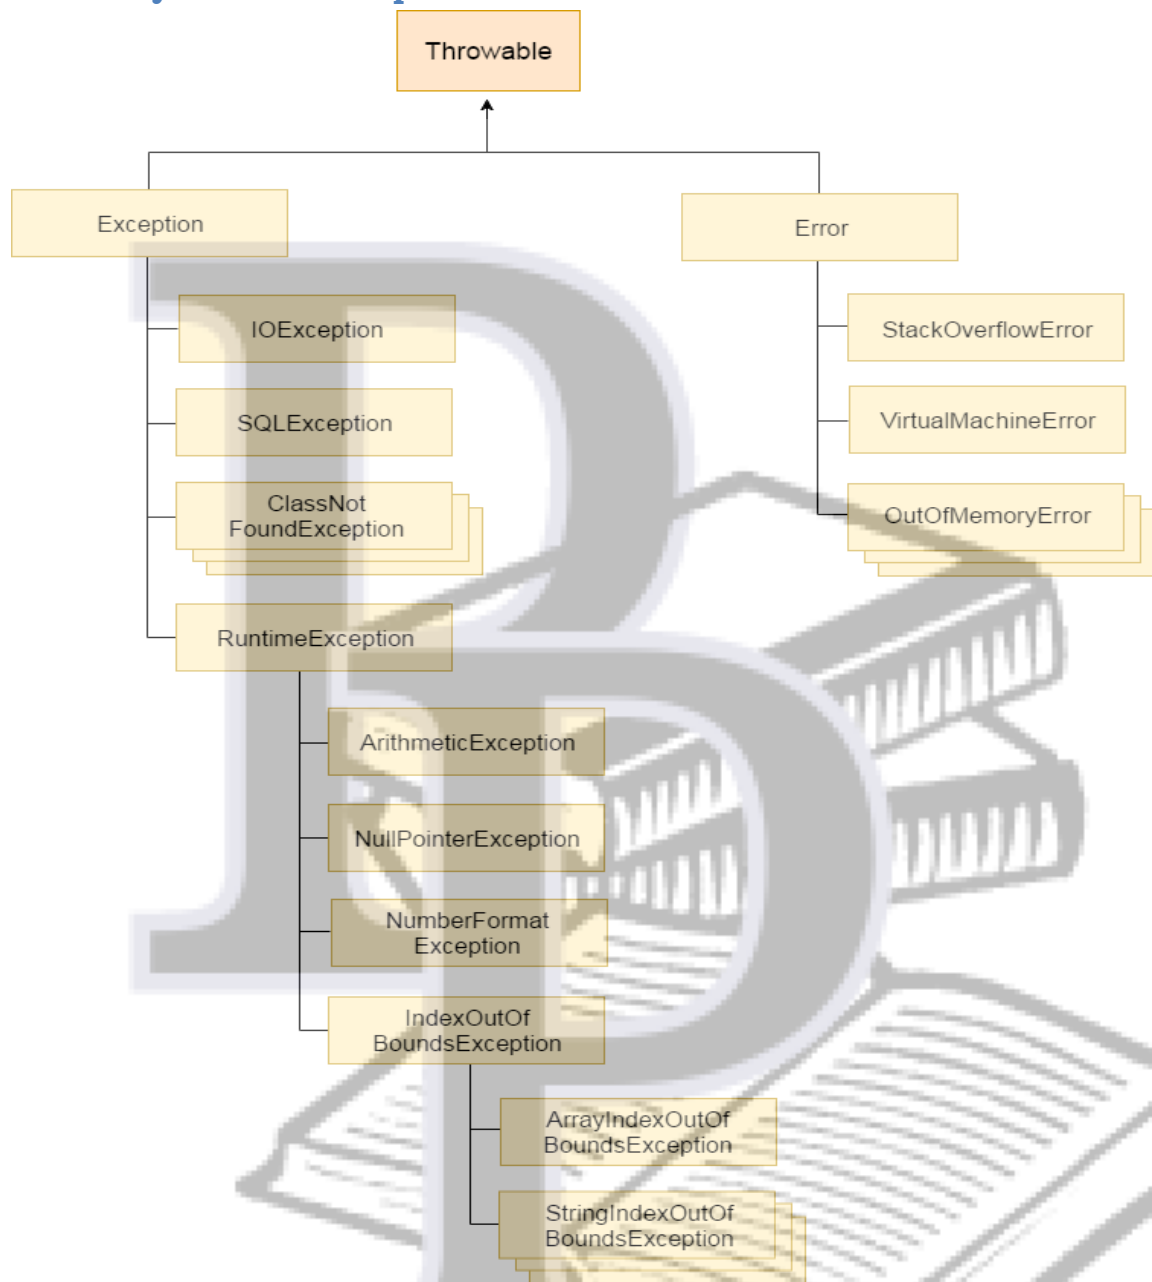 Throwable
Exception
Error
IOException
StackOverflowError
SQLException
VirtualMachineError
ClassNot
FoundException
OutOfMemoryError
RuntimeException
ArithmeticException
NullPointerException
NumberFormat
Exception
IndexOutOf
BoundsException
ArrayIndexOutOf
BoundsException
StringIndexOutOf
BoundsException